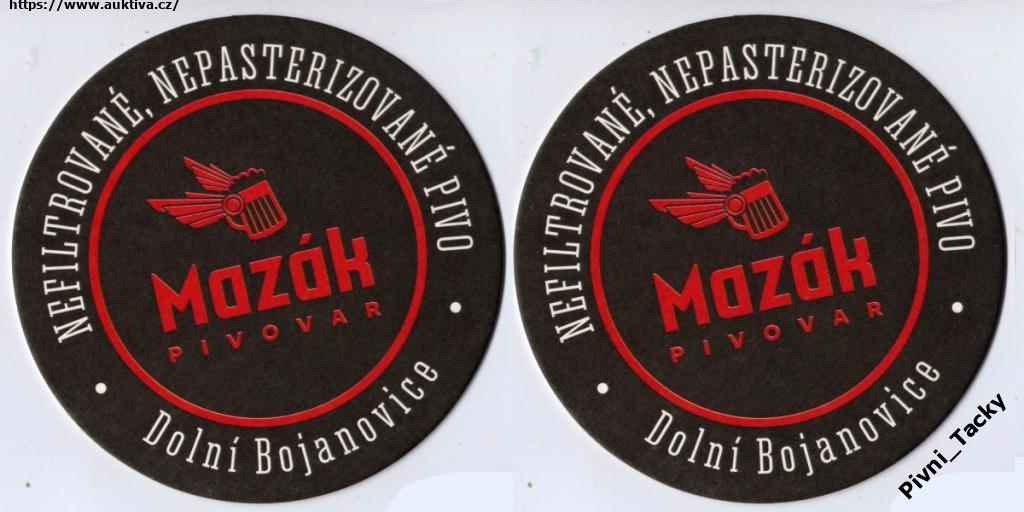 https://www.auktiva.cz/
NEFILTROVANÉ, NEPASTERIZOVANÉ PIVO
Mazák
PIVOVAR
Dolní Bojanovice
NEFILTROVANÉ, NEPASTERIZOVANÉ PIVO
Mazák
PIVOVAR
Dolní Bojanovice
Pivni_Tacky